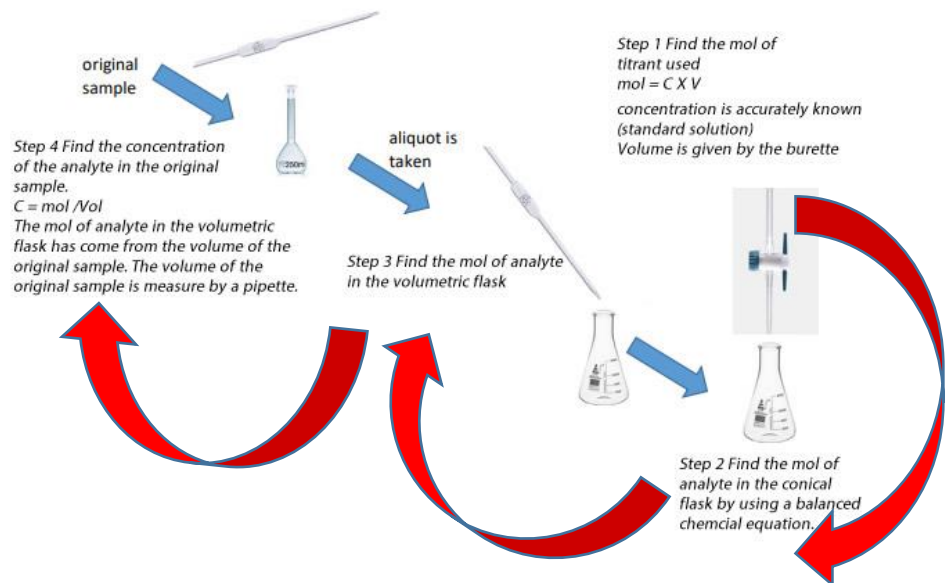 original
sample
Step 4 Find the concentration
of the analyte in the original
sample.
C = mol /Vol
The mol of analyte in the volumetric
flask has come from the volume of the
original sample. The volume of the
original sample is measure by a pipette.
250m
aliquot is
taken
Step 3 Find the mol of analyte
in the volumetric flask
Step 1 Find the mol of
titrant used
mol = C X V
concentration is accurately known
(standard solution)
Volume is given by the burette
Step 2 Find the mol of
analyte in the conical
flask by using a balanced
chemcial equation.